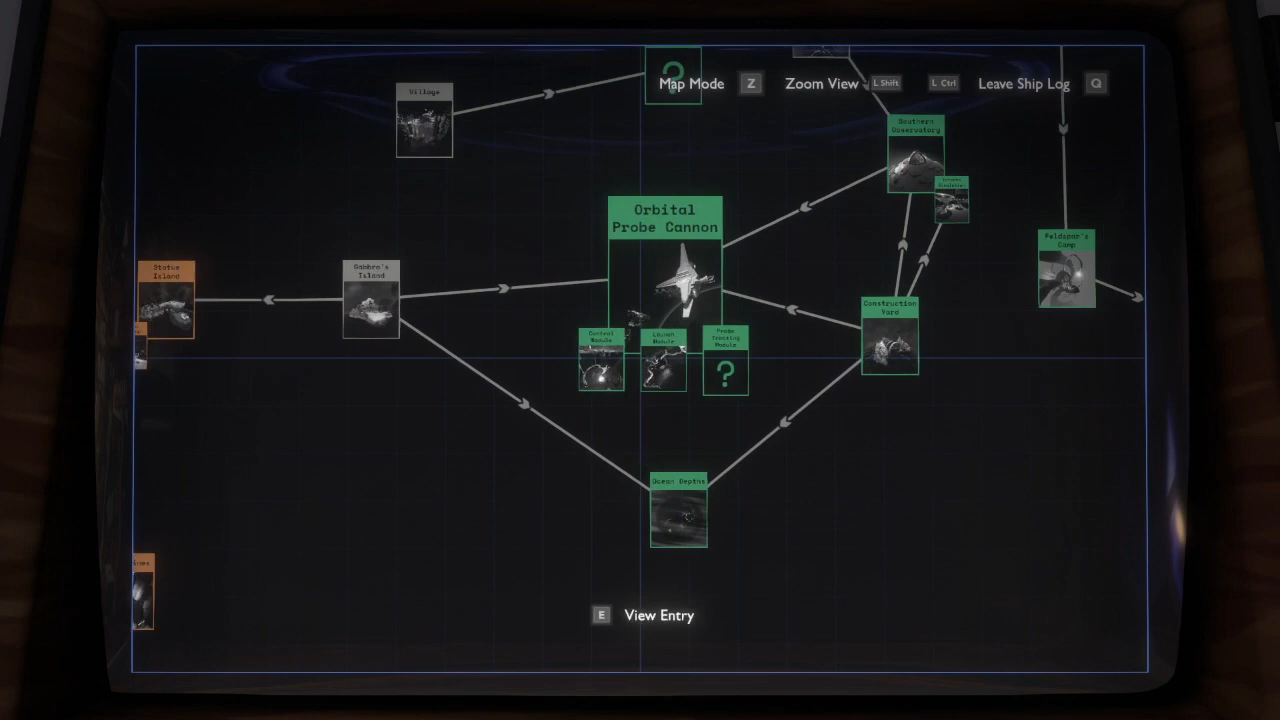 ?
Map Mode Z Zoom View L Shift L Ctrl Leave Ship Log Q
Village
Southern
Observatory
Orbital
Probe Cannon
Feldspar's
Camp
Statue
Island
Gabbro's
Island
Construction
Yard
Control
Module
Launch
Module
Probe
Tracking
Module
?
Ocean Depths
E View Entry